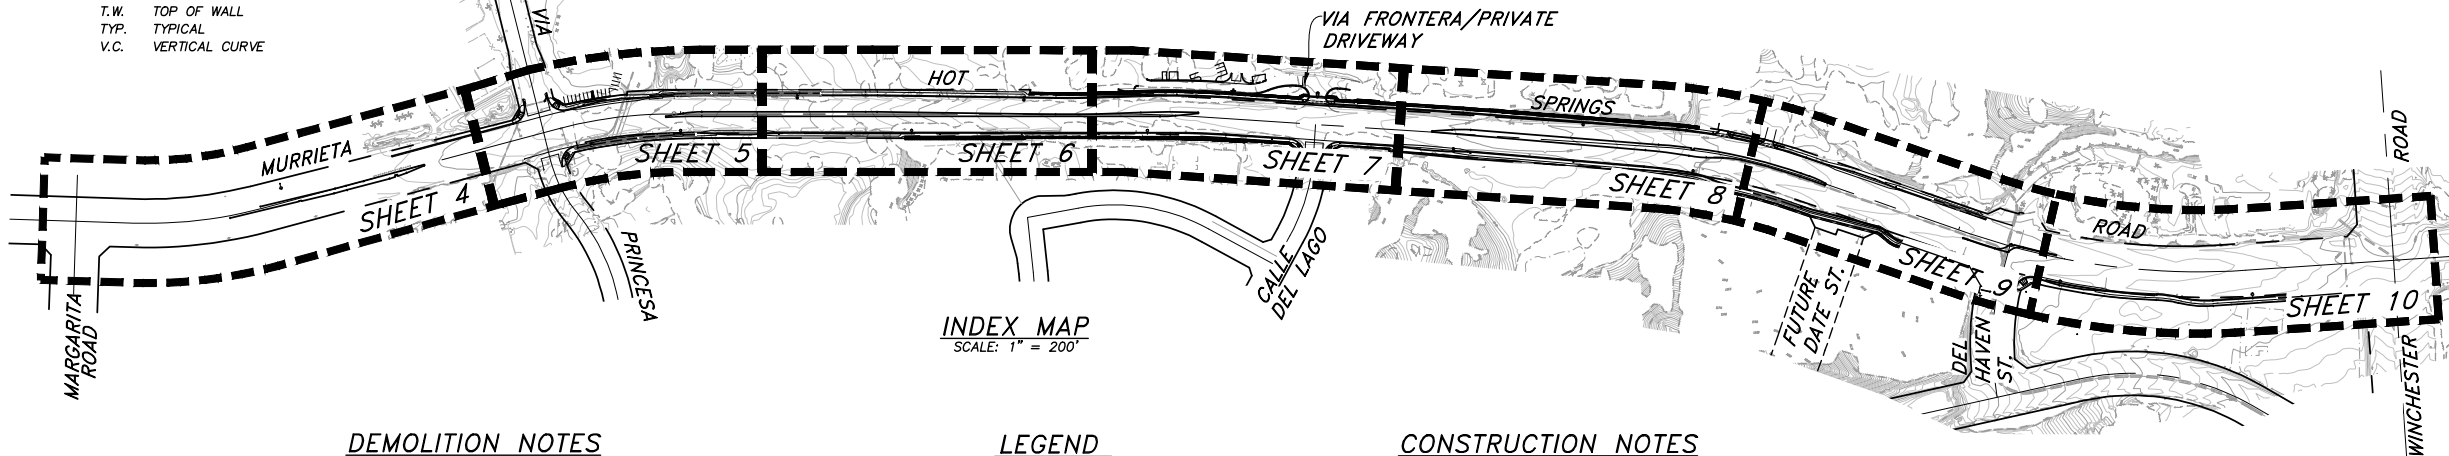 T.W. TOP OF WALL
TYP. TYPICAL
V.C. VERTICAL CURVE
VIA
VIA FRONTERA/PRIVATE
DRIVEWAY
HOT
SPRINGS
MURRIETA
ROAD
ROAD
SHEET 4
SHEET 5
SHEET 6
SHEET 7
SHEET 8
SHEET 9
SHEET 10
PRINCESA
CALLE
DEL LAGO
FUTURE
DATE ST.
DEL
HAVEN
ST.
MARGARITA
ROAD
WINCHESTER
INDEX MAP
SCALE: 1" = 200'
DEMOLITION NOTES
LEGEND
CONSTRUCTION NOTES